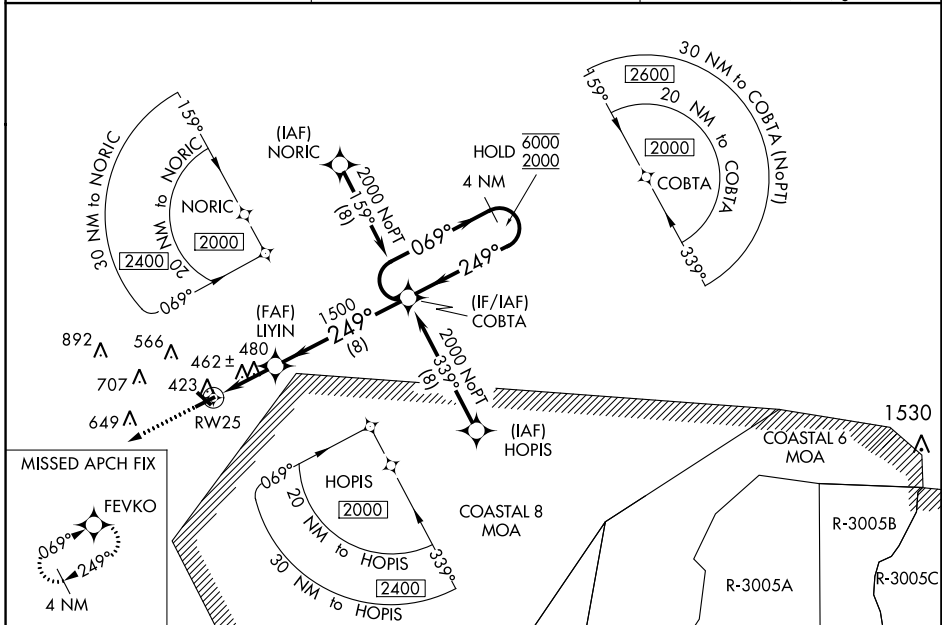 30 NM to COBTA (NoPT)
2600
159°
20 NM to COBTA
2000
COBTA
339°
159°
30 NM to NORIC
20 NM to NORIC
NORIC
2000
2400
069°
(IAF)
NORIC
2000 NoPT
159°
(8)
HOLD 6000
2000
4 NM
069°
249°
(IF/IAF)
COBTA
(FAF)
LIYIN
1500
249°
(8)
2000 NoPT
339°
(8)
(IAF)
HOPIS
892
566
462 ±
480
707
423
649
RW25
1530
COASTAL 6
MOA
MISSED APCH FIX
FEVKO
069°
249°
4 NM
069°
HOPIS
2000
20 NM to HOPIS
339°
2400
30 NM to HOPIS
COASTAL 8
MOA
R-3005B
R-3005A
R-3005C